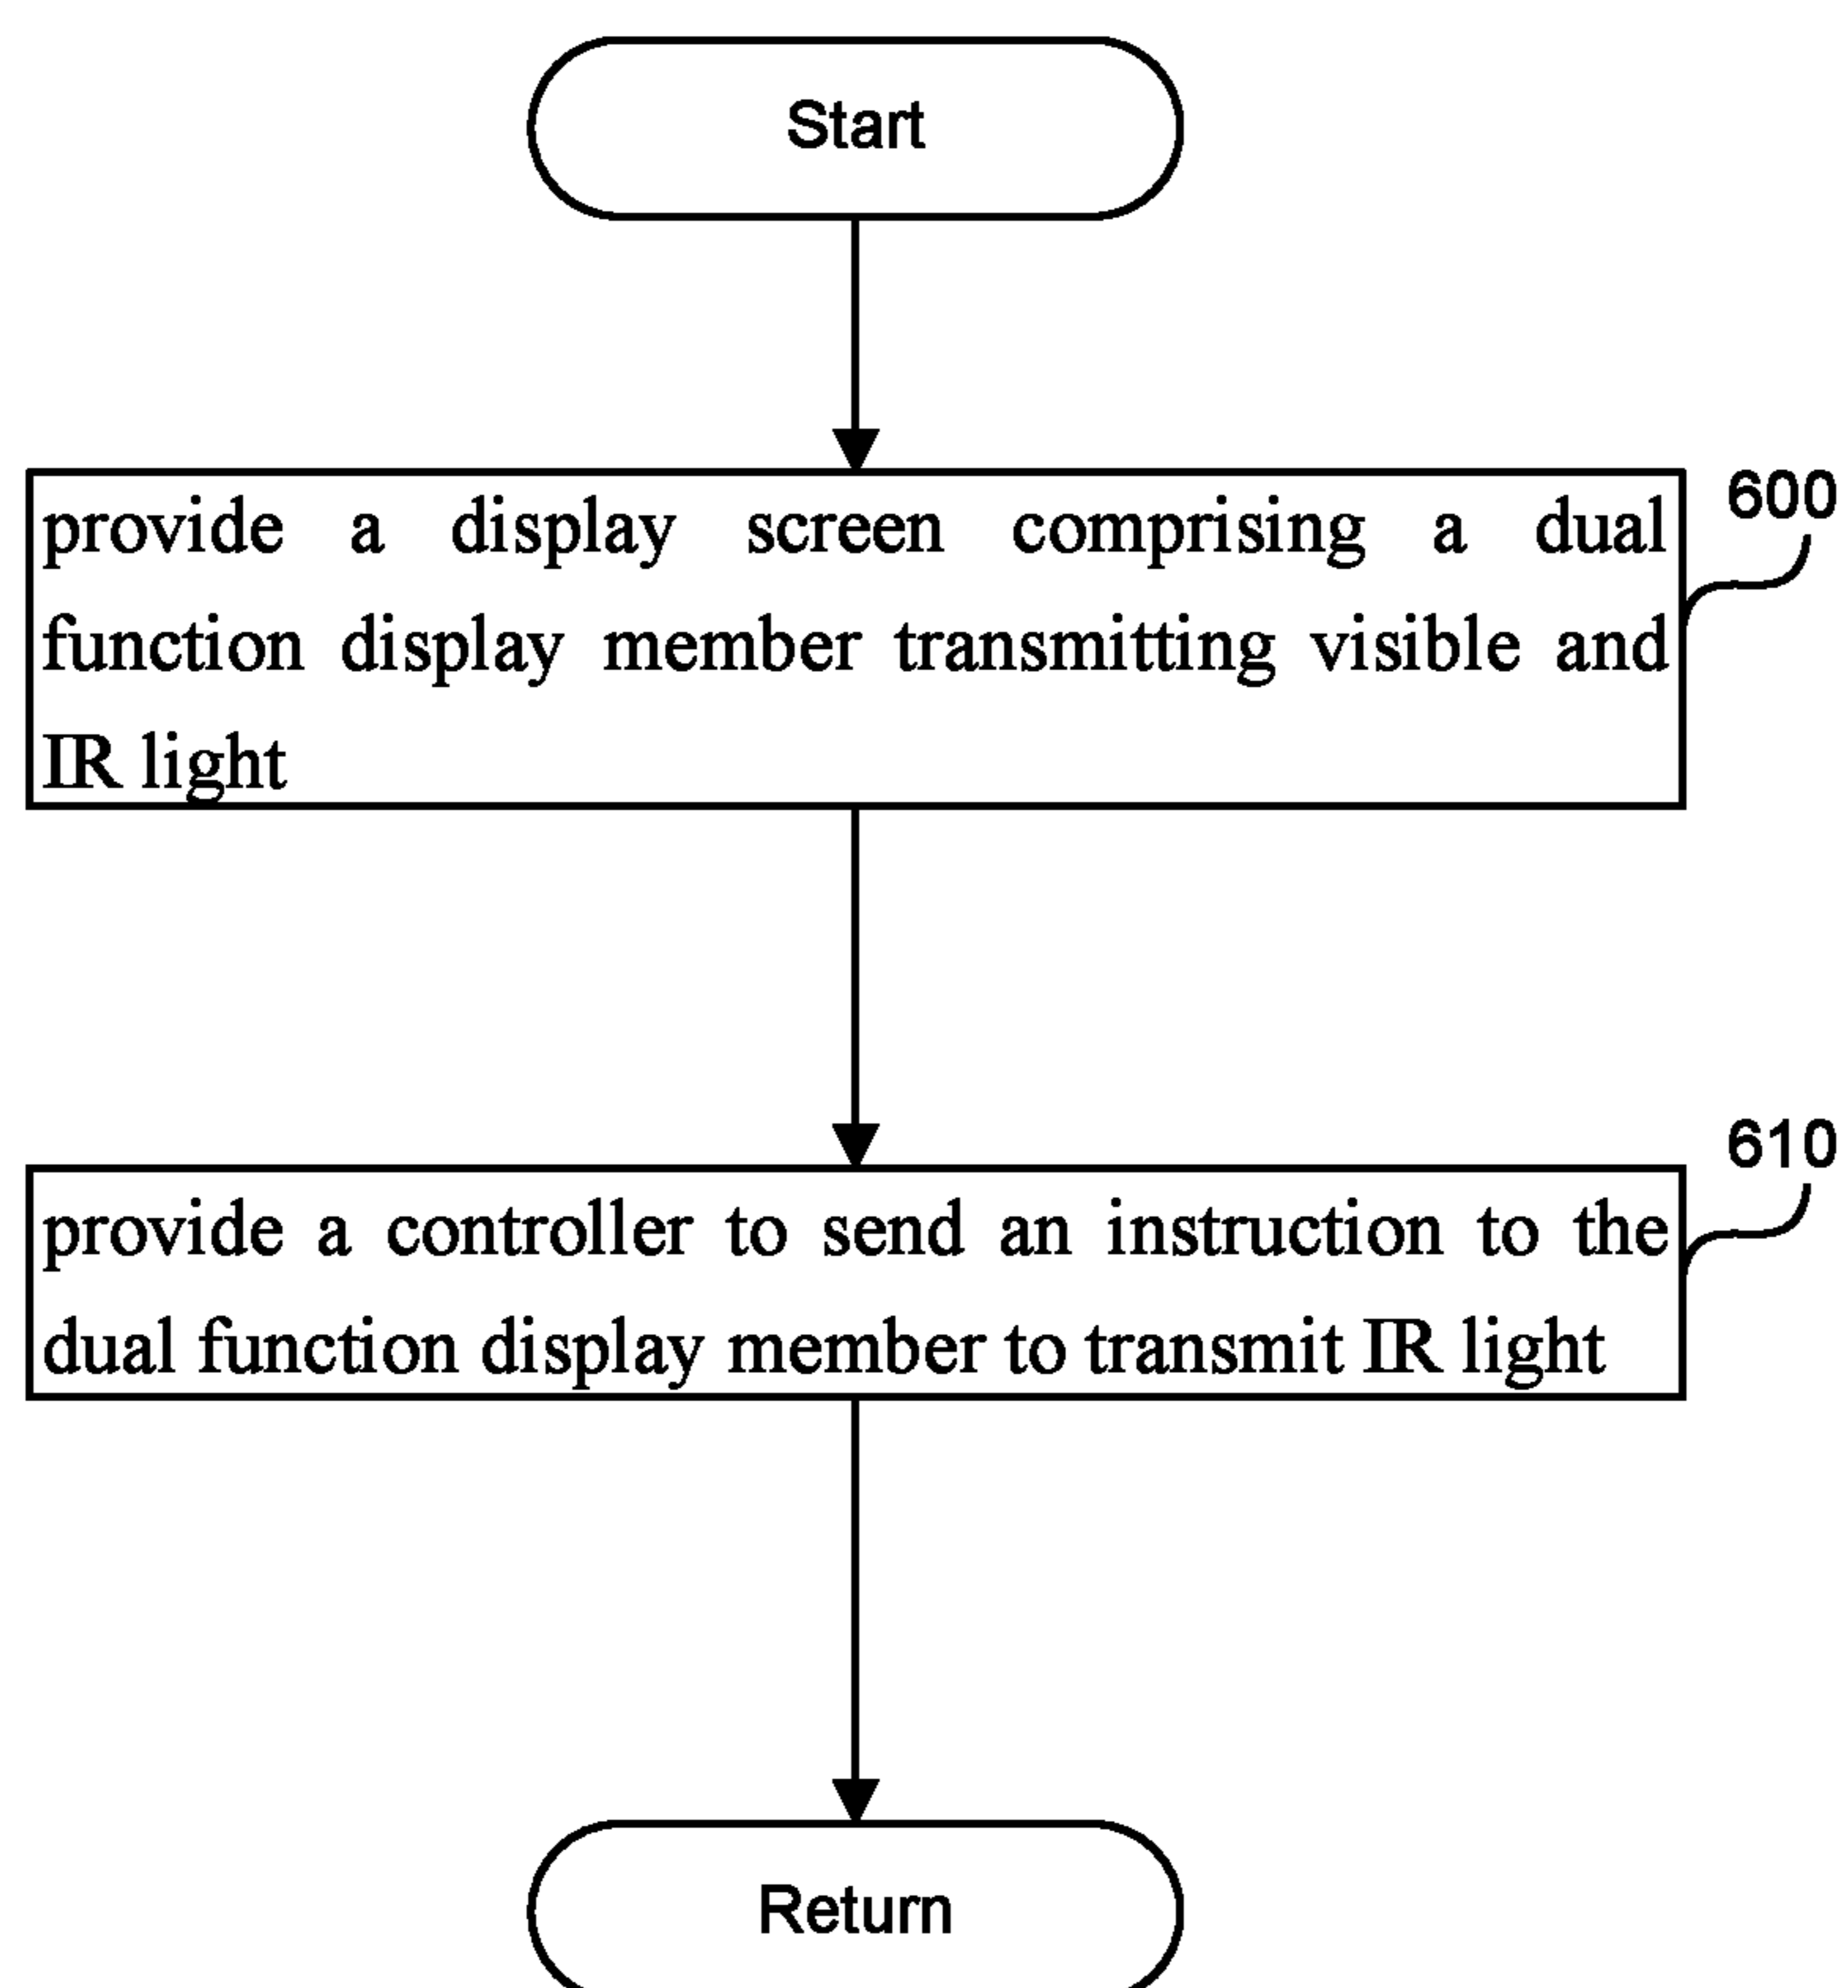 Start
provide a display screen comprising a dual
600
function display member transmitting visible and
IR light
610
provide a controller to send an instruction to the
dual function display member to transmit IR light
Return